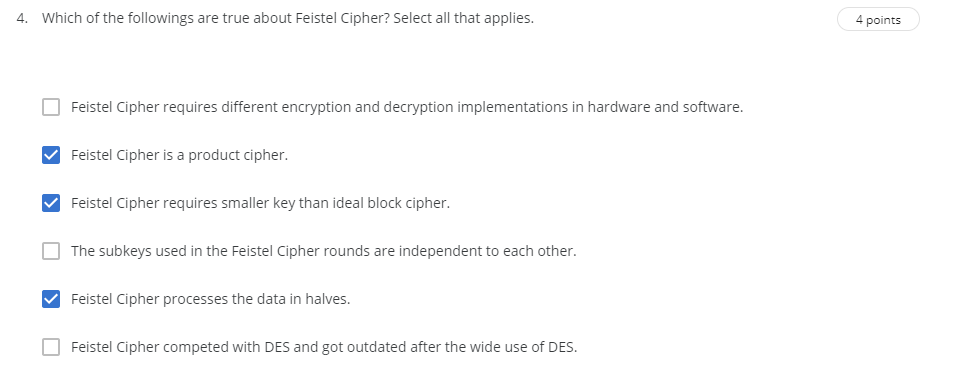 4. Which of the followings are true about Feistel Cipher? Select all that applies.
4 points
Feistel Cipher requires different encryption and decryption implementations in hardware and software.
Feistel Cipher is a product cipher.
Feistel Cipher requires smaller key than ideal block cipher.
The subkeys used in the Feistel Cipher rounds are independent to each other.
Feistel Cipher processes the data in halves.
Feistel Cipher competed with DES and got outdated after the wide use of DES.